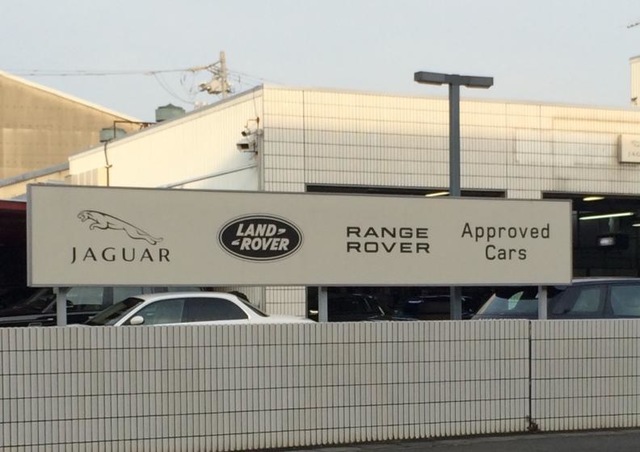 JAGUAR
LAND-
-ROVER
RANGE
ROVER
Approved
Cars